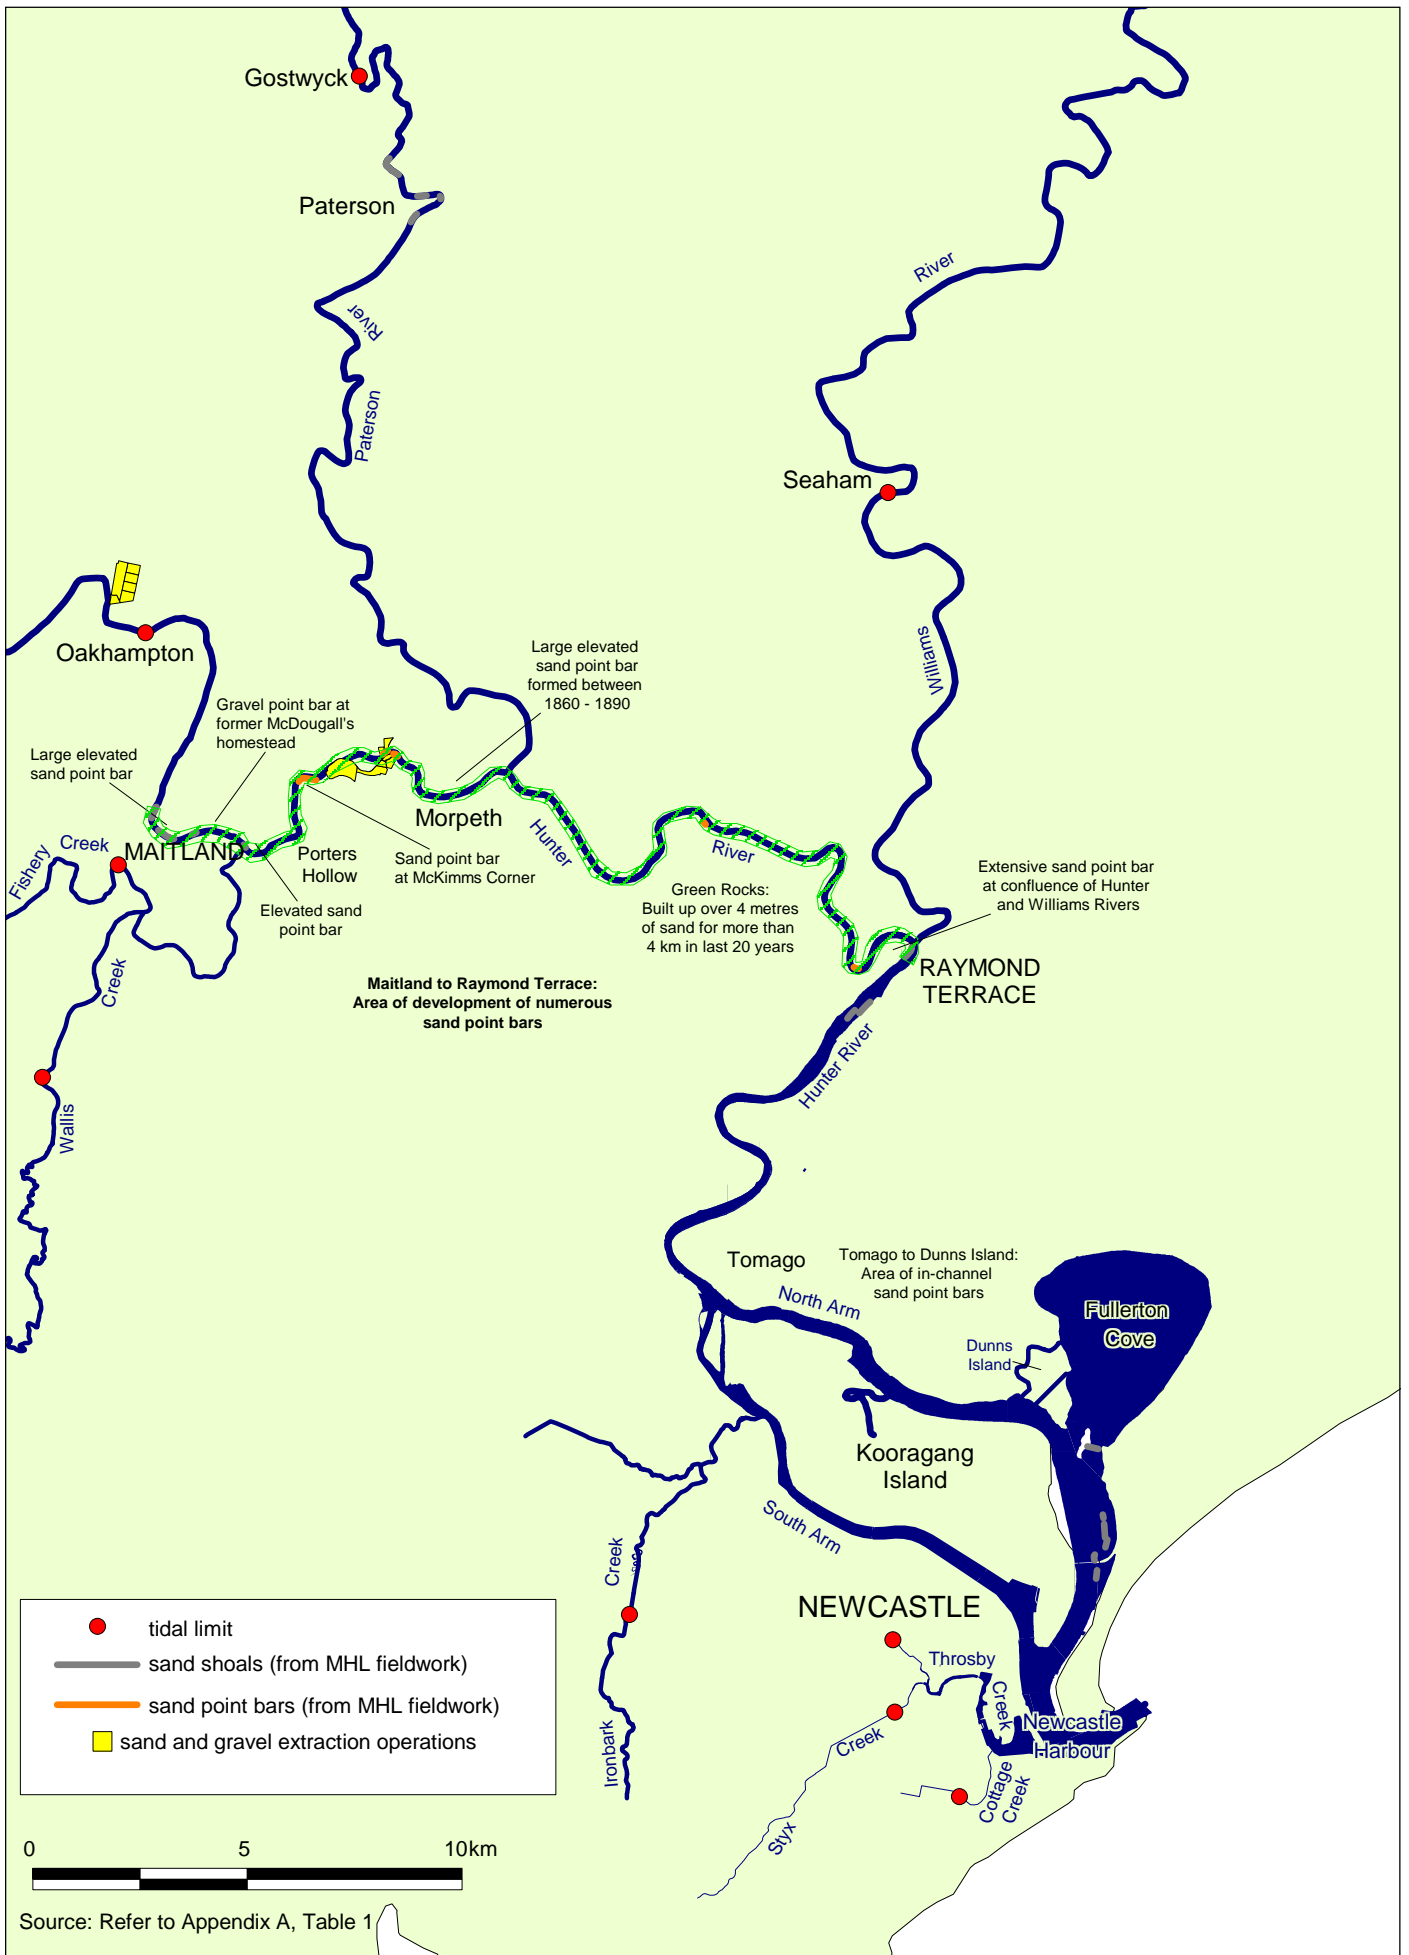 Gostwyck
Paterson
River
River
Paterson
Seaham
Williams
Oakhampton
Large elevated
sand point bar
formed between
1860 - 1890
Gravel point bar at
former McDougall's
homestead
Large elevated
sand point bar
Morpeth
Hunter
River
Fishery
Creek
MAITLAND
Porters
Hollow
Sand point bar
at McKimms Corner
Elevated sand
point bar
Green Rocks:
Built up over 4 metres
of sand for more than
4 km in last 20 years
Extensive sand point bar
at confluence of Hunter
and Williams Rivers
RAYMOND
TERRACE
Maitland to Raymond Terrace:
Area of development of numerous
sand point bars
Creek
Wallis
Hunter River
Tomago
Tomago to Dunns Island:
Area of in-channel
sand point bars
North Arm
Fullerton
Cove
Dunns
Island
Kooragang
Island
South Arm
Creek
Ironbark
NEWCASTLE
Throsby
Creek
Newcastle
Harbour
Creek
Styx
Cottage
Creek
tidal limit
sand shoals (from MHL fieldwork)
sand point bars (from MHL fieldwork)
sand and gravel extraction operations
0 5 10km
Source: Refer to Appendix A, Table 1